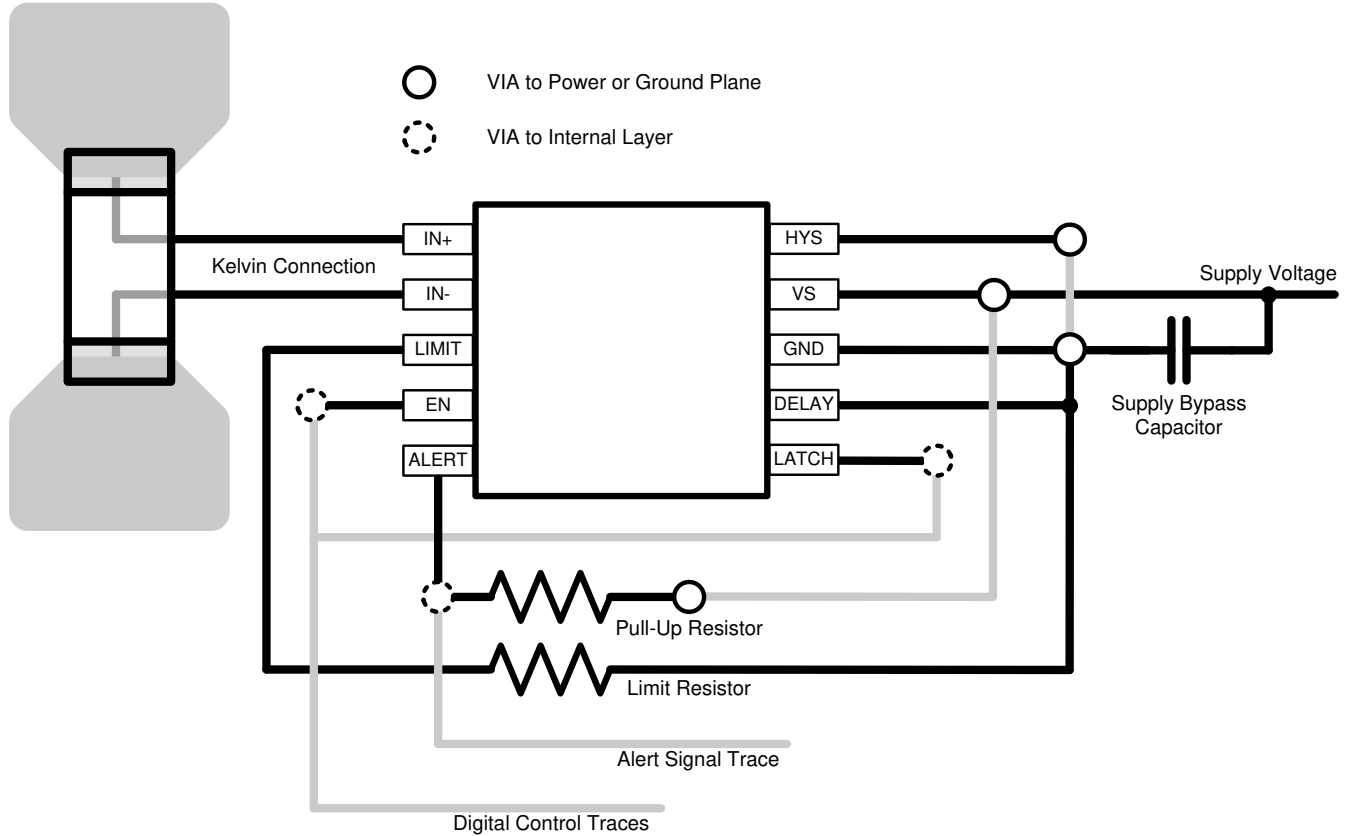 VIA to Power or Ground Plane
VIA to Internal Layer
IN+
HYS
Kelvin Connection
Supply Voltage
IN-
VS
LIMIT
GND
EN
DELAY
Supply Bypass
Capacitor
ALERT
LATCH
Pull-Up Resistor
Limit Resistor
Alert Signal Trace
Digital Control Traces